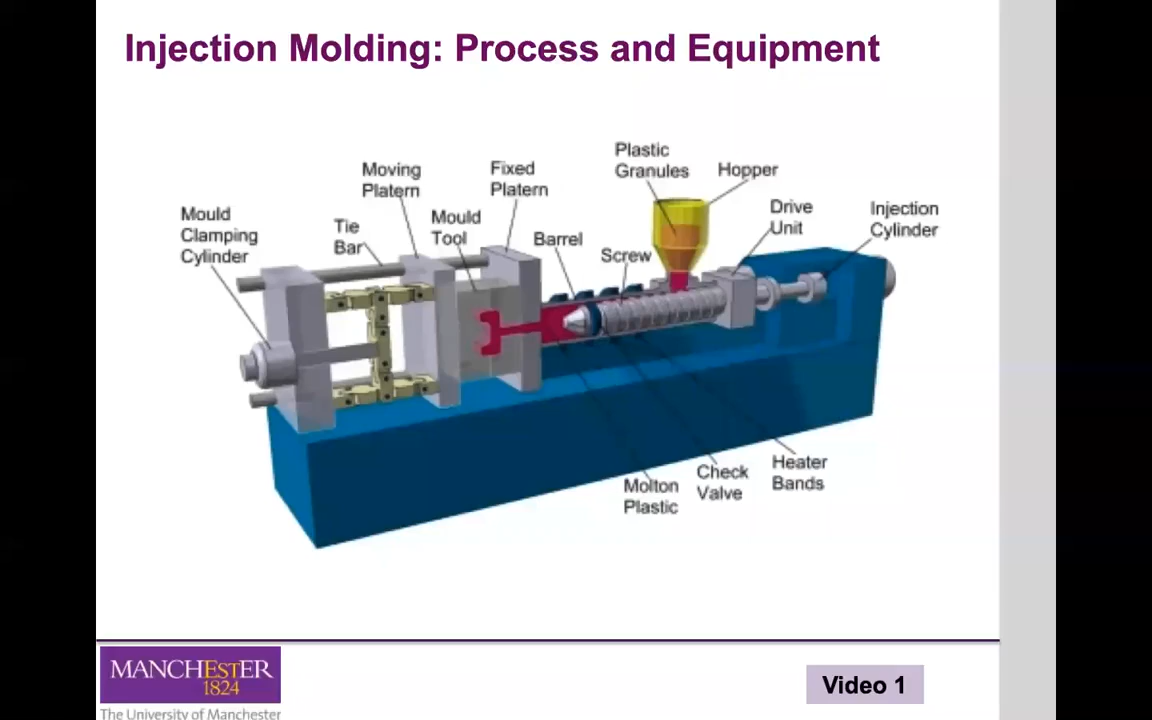 Injection Molding: Process and Equipment
Plastic
Granules
Hopper
Moving
Platern
Fixed
Platern
Mould
Clamping
Cylinder
Tie
Bar
Mould
Tool
Barrel
Screw
Drive
Unit
Injection
Cylinder
Molton
Plastic
Check
Valve
Heater
Bands
MANCHESTER
1824
The University of Manchester
Video 1